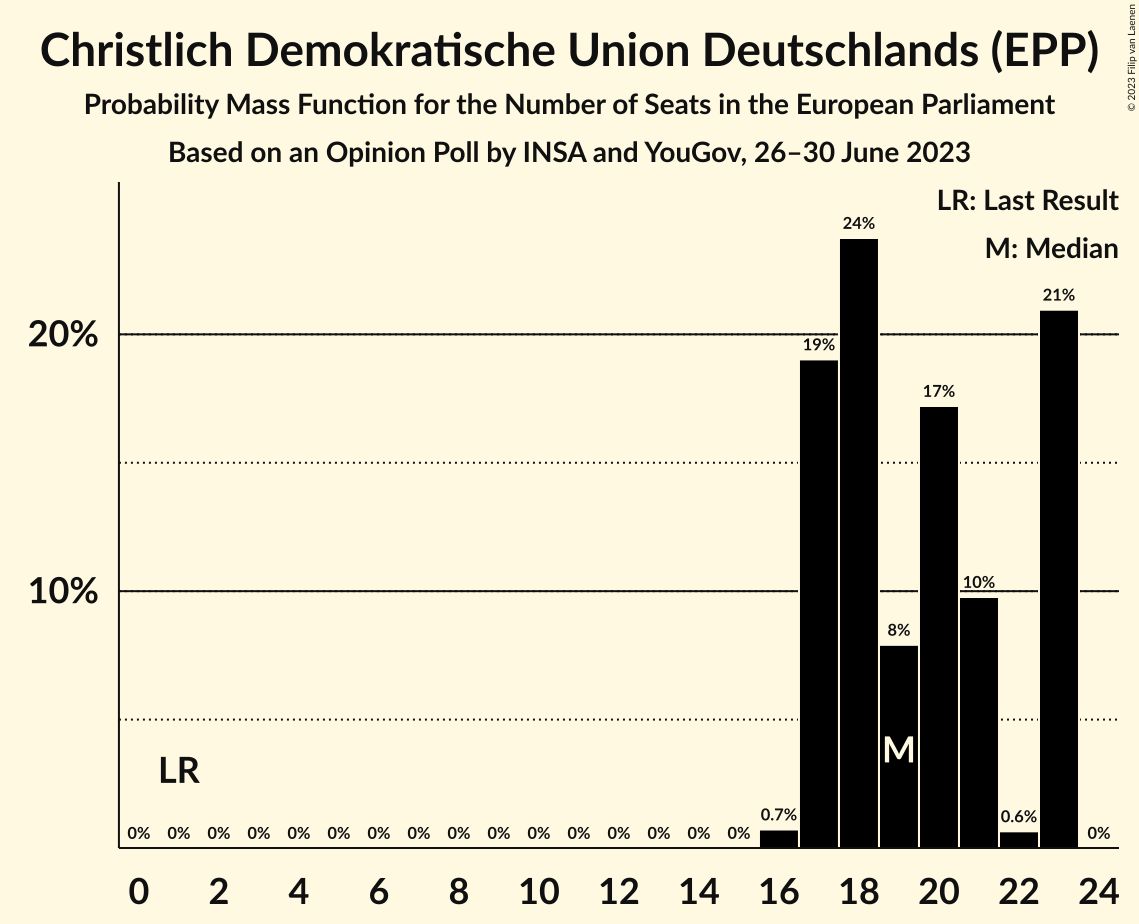 Christlich Demokratische Union Deutschlands (EPP)
Probability Mass Function for the Number of Seats in the European Parliament
Based on an Opinion Poll by INSA and YouGov, 26–30 June 2023
© 2023 Filip van Laenen
LR: Last Result
M: Median
24%
21%
20%
19%
17%
10%
10%
8%
M
LR
0.7%
0.6%
0% 0% 0% 0% 0% 0% 0% 0% 0% 0% 0% 0% 0% 0% 0% 0% 0%
0 2 4 6 8 10 12 14 16 18 20 22 24